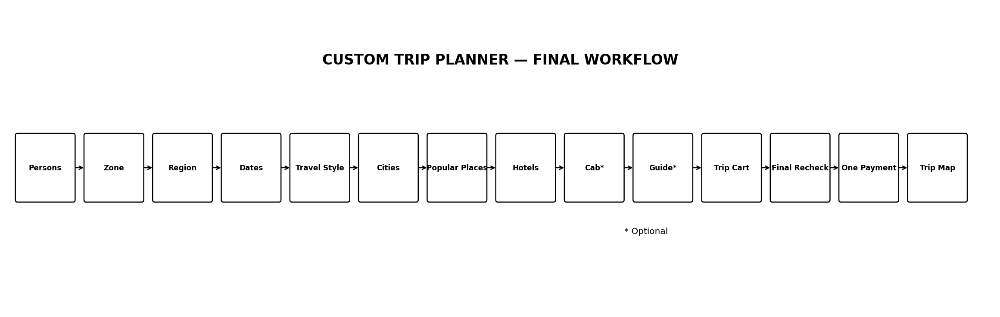 CUSTOM TRIP PLANNER — FINAL WORKFLOW
Persons
Zone
Region
Dates
Travel Style
Cities
Popular Places
Hotels
Cab*
Guide*
Trip Cart
Final Recheck
One Payment
Trip Map
* Optional